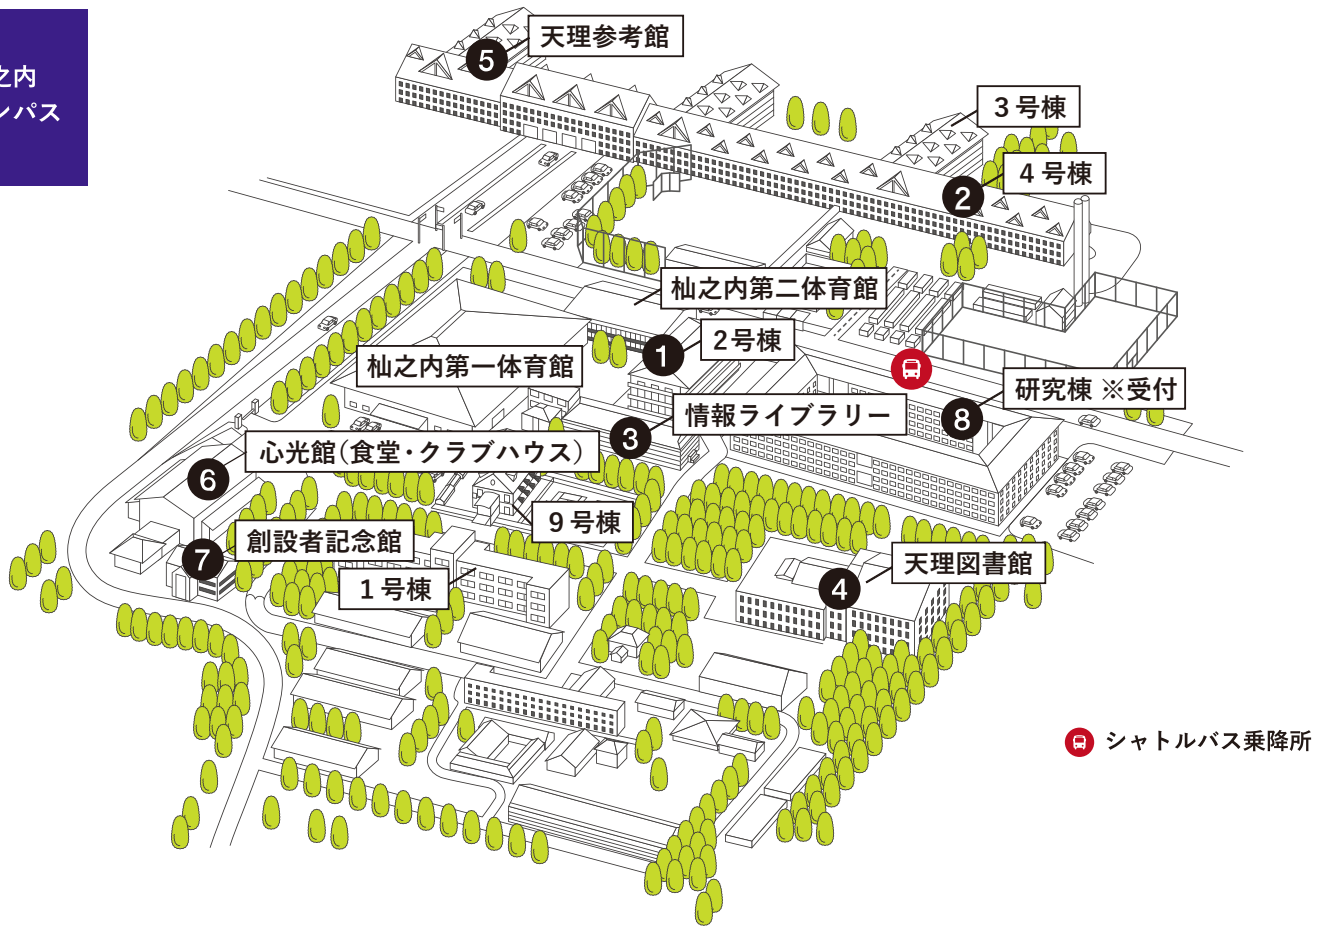 之内
ンパス
5 天理参考館
3号棟
2 4号棟
杣之内第二体育館
1 2号棟
杣之内第一体育館
8 研究棟 ※受付
3 情報ライブラリー
6 心光館(食堂・クラブハウス)
9号棟
7 創設者記念館
1号棟
4 天理図書館
シャトルバス乗降所